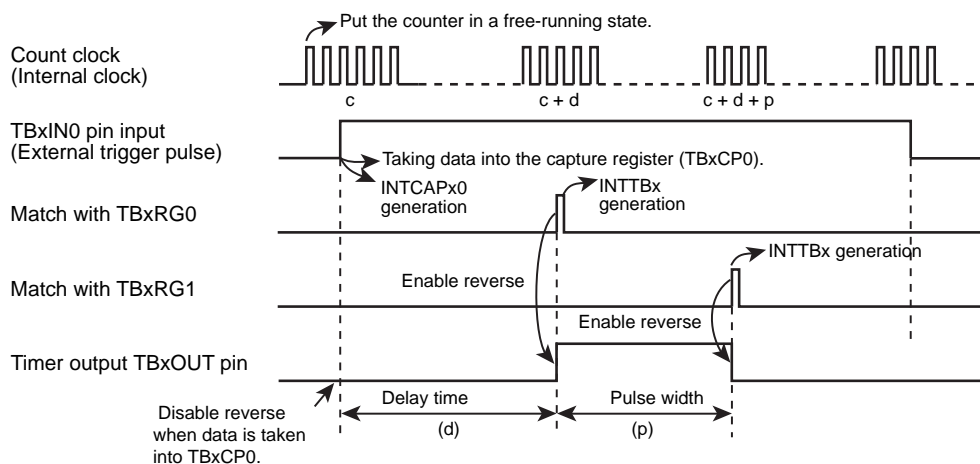 Put the counter in a free-running state.
Count clock
(Internal clock)
c
c + d
c + d + p
TBxIN0 pin input
(External trigger pulse)
Taking data into the capture register (TBxCP0).
INTCAPx0
generation
INTTBx
generation
Match with TBxRG0
INTTBx generation
Enable reverse
Match with TBxRG1
Enable reverse
Timer output TBxOUT pin
Disable reverse
when data is taken
into TBxCP0.
Delay time
(d)
Pulse width
(p)